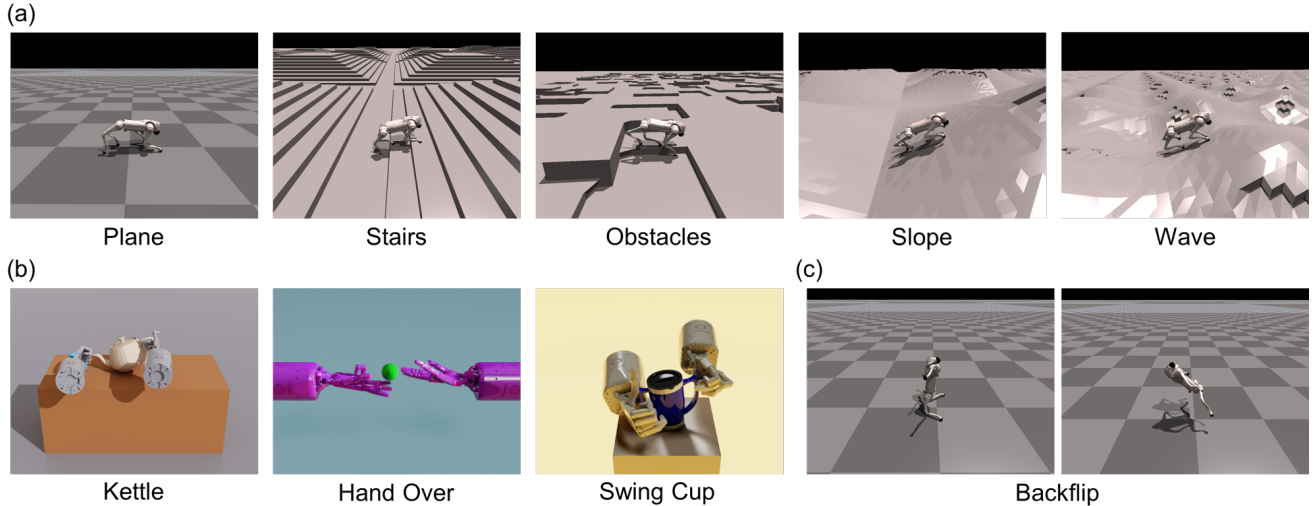 (a)
Plane
Stairs
Obstacles
Slope
Wave
(b)
Kettle
Hand Over
Swing Cup
(c)
Backflip